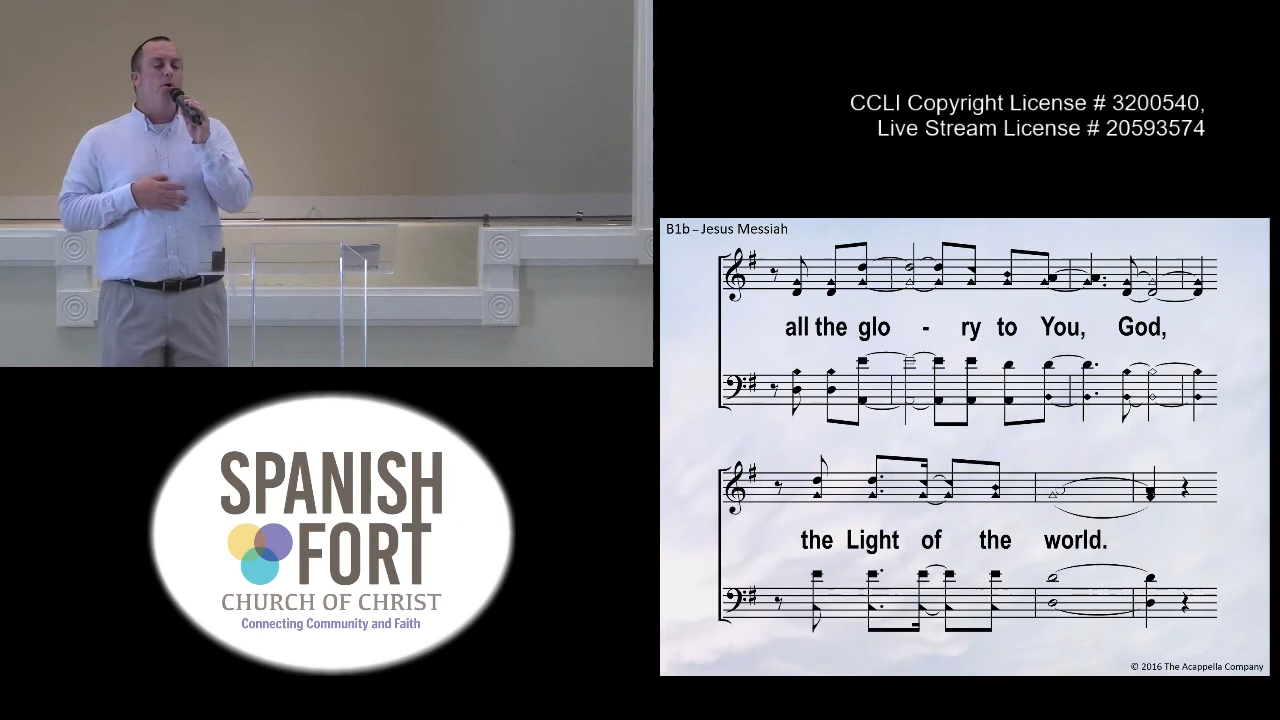 CCLI Copyright License # 3200540,
Live Stream License # 20593574
B1b – Jesus Messiah
all the glo - ry to You, God,
the Light of the world.
© 2016 The Acappella Company
SPANISH
FORT
CHURCH OF CHRIST
Connecting Community and Faith